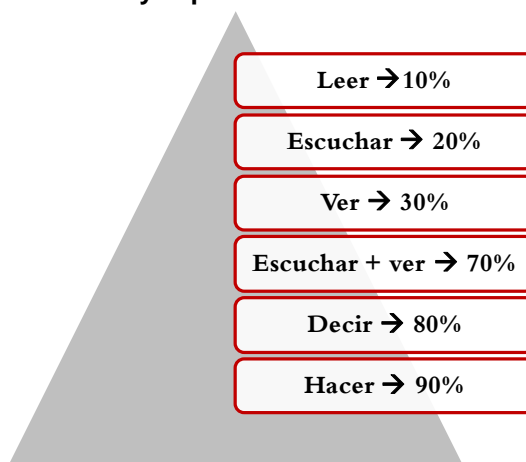 Leer → 10%
Escuchar → 20%
Ver → 30%
Escuchar + ver → 70%
Decir → 80%
Hacer → 90%